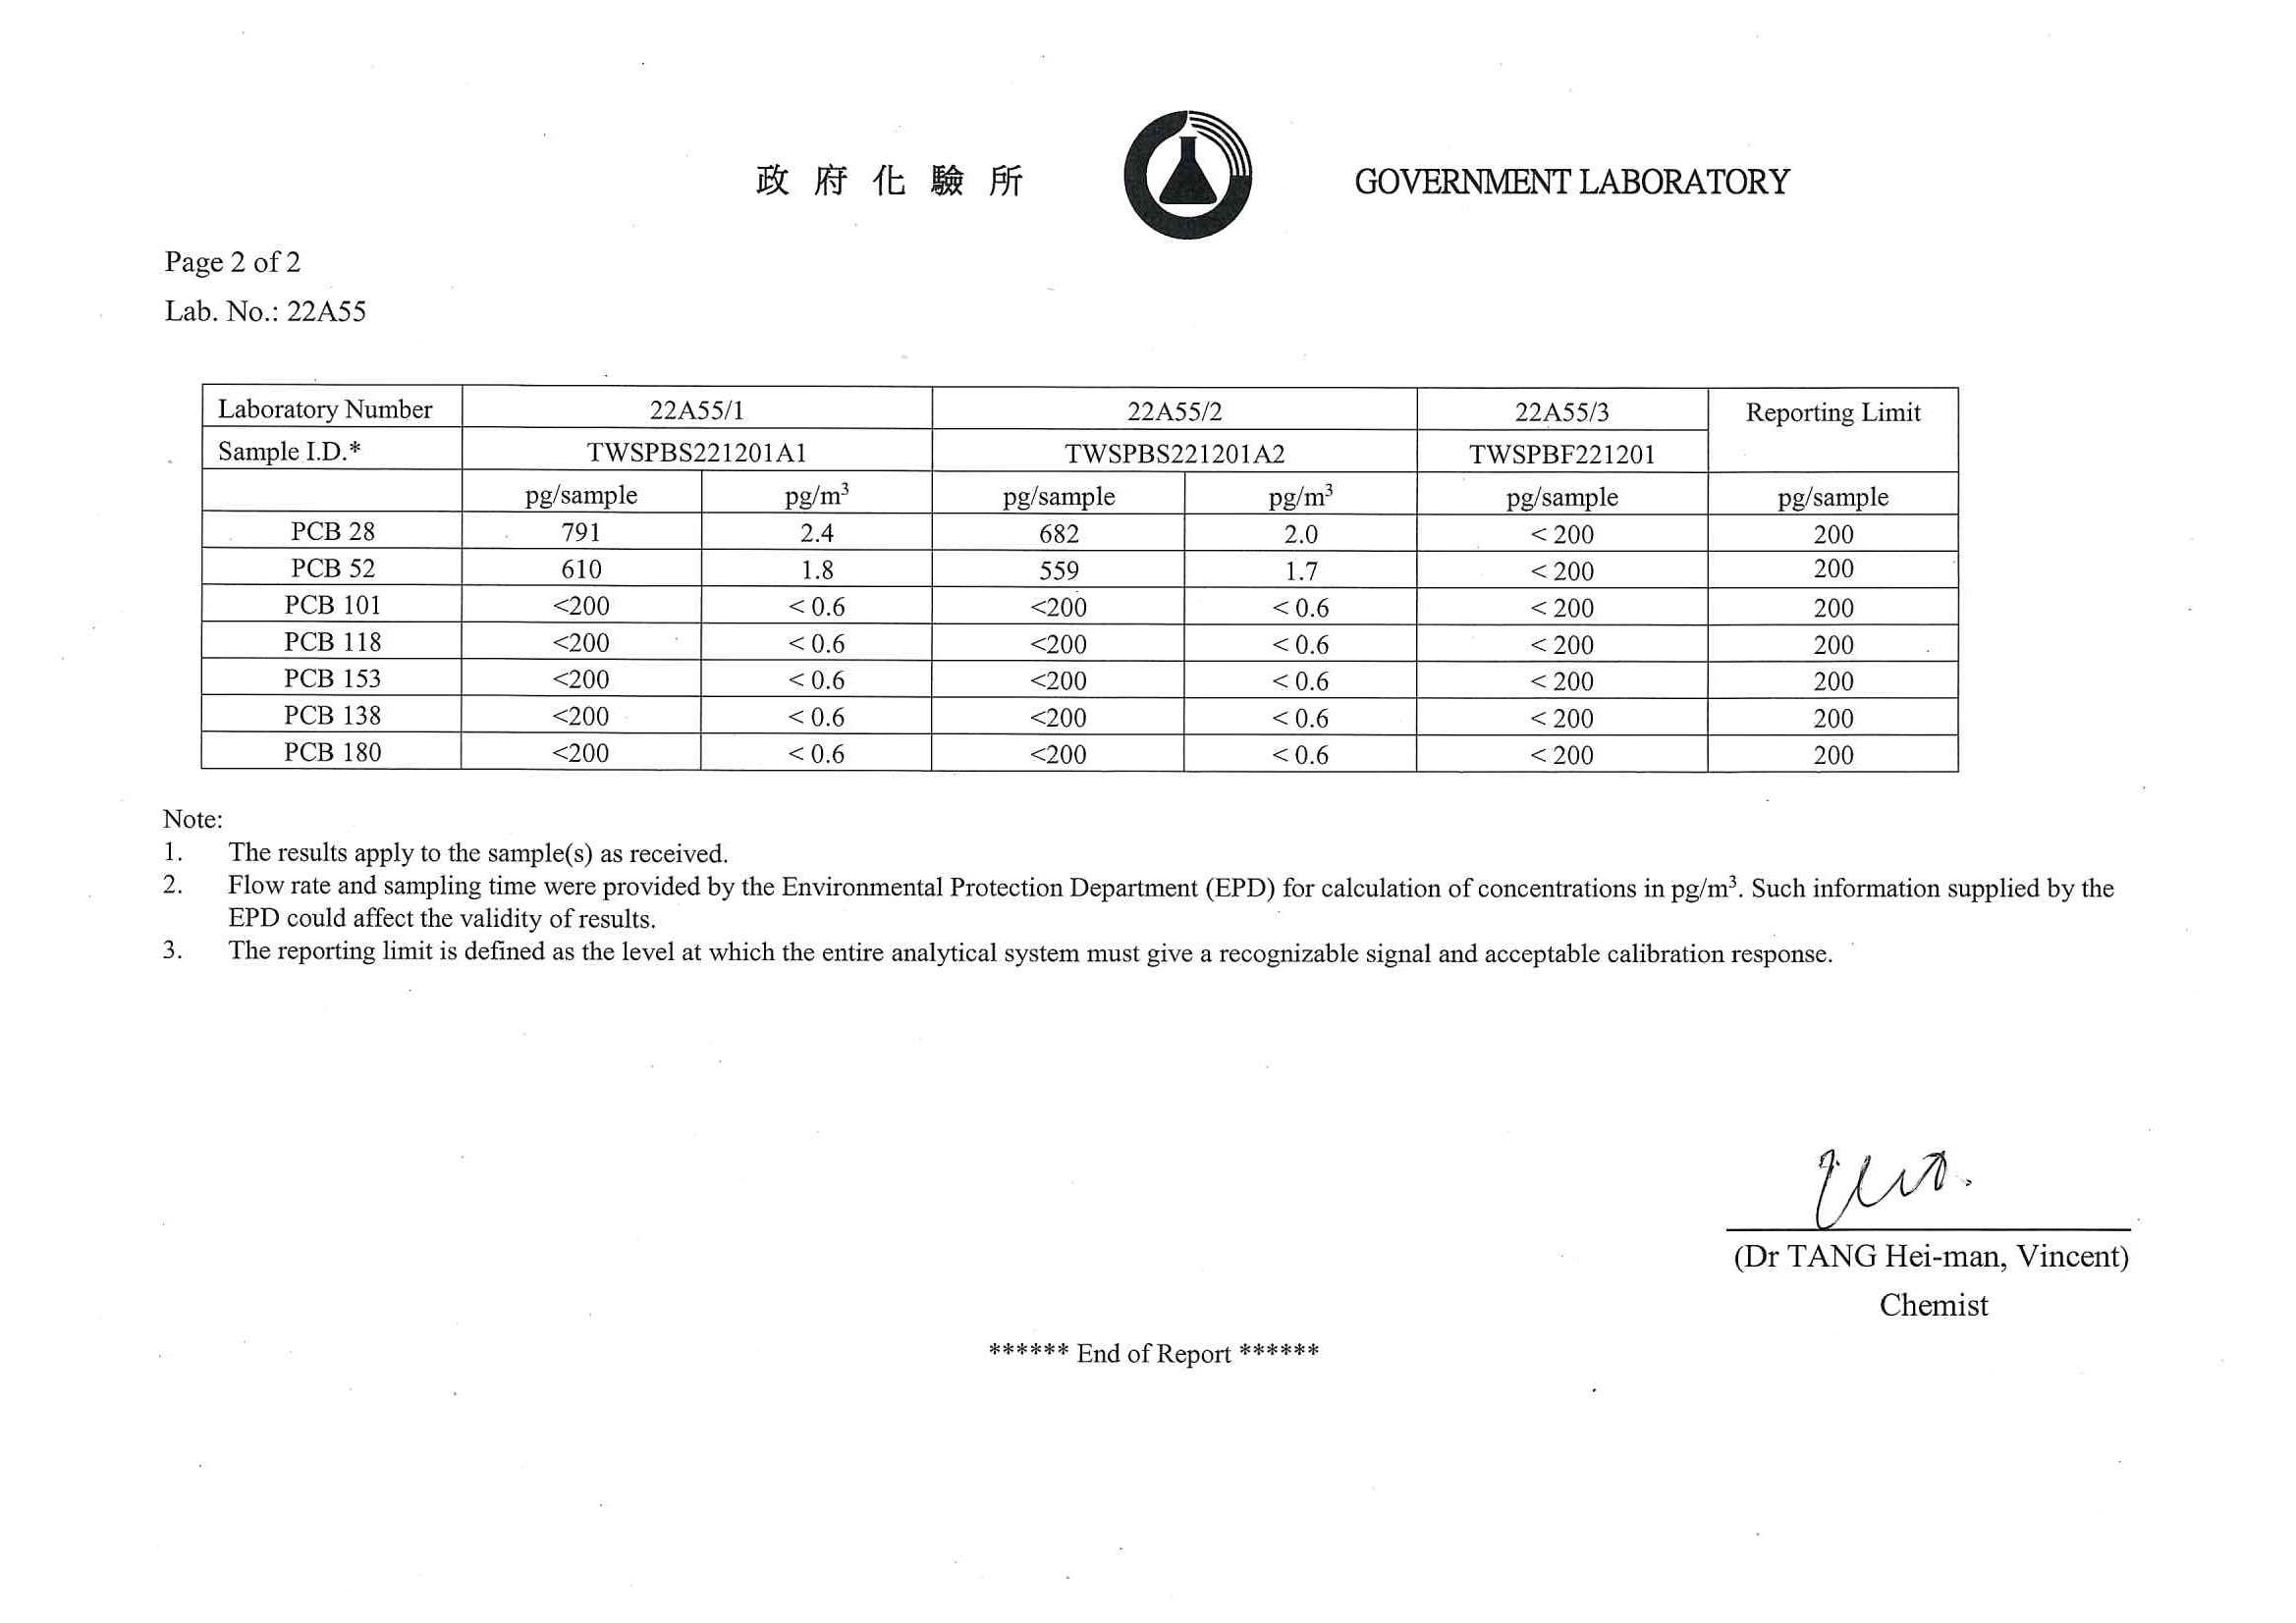 政府化驗所 GOVERNMENT LABORATORY
Page 2 of 2
Lab. No.: 22A55
Laboratory Number 22A55/1 22A55/2 22A55/3 Reporting Limit
Sample I.D.* TWSPBS221201A1 TWSPBS221201A2 TWSPBF221201
pg/sample pg/m³ pg/sample pg/m³ pg/sample pg/sample
PCB 28 791 2.4 682 2.0 < 200 200
PCB 52 610 1.8 559 1.7 < 200 200
PCB 101 <200 < 0.6 <200 < 0.6 < 200 200
PCB 118 <200 < 0.6 <200 < 0.6 < 200 200
PCB 153 <200 < 0.6 <200 < 0.6 < 200 200
PCB 138 <200 < 0.6 <200 < 0.6 < 200 200
PCB 180 <200 < 0.6 <200 < 0.6 < 200 200
Note:
1. The results apply to the sample(s) as received.
2. Flow rate and sampling time were provided by the Environmental Protection Department (EPD) for calculation of concentrations in pg/m³. Such information supplied by the
EPD could affect the validity of results.
3. The reporting limit is defined as the level at which the entire analytical system must give a recognizable signal and acceptable calibration response.
(Dr TANG Hei-man, Vincent)
Chemist
****** End of Report ******